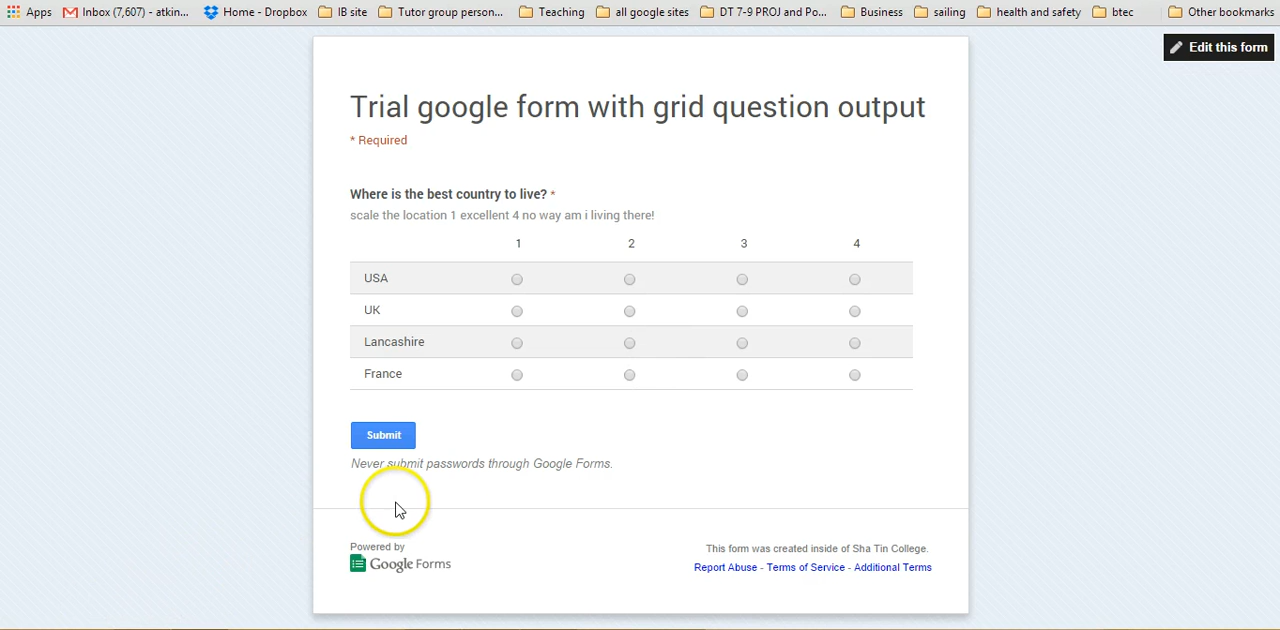 Apps Inbox (7,607) - atkin... Home - Dropbox IB site Tutor group person... Teaching all google sites DT 7-9 PROJ and Po... Business sailing health and safety btec Other bookmarks
Edit this form
Trial google form with grid question output
* Required
Where is the best country to live? *
scale the location 1 excellent 4 no way am i living there!
1 2 3 4
USA
UK
Lancashire
France
Submit
Never submit passwords through Google Forms.
Powered by
Google Forms
This form was created inside of Sha Tin College.
Report Abuse - Terms of Service - Additional Terms